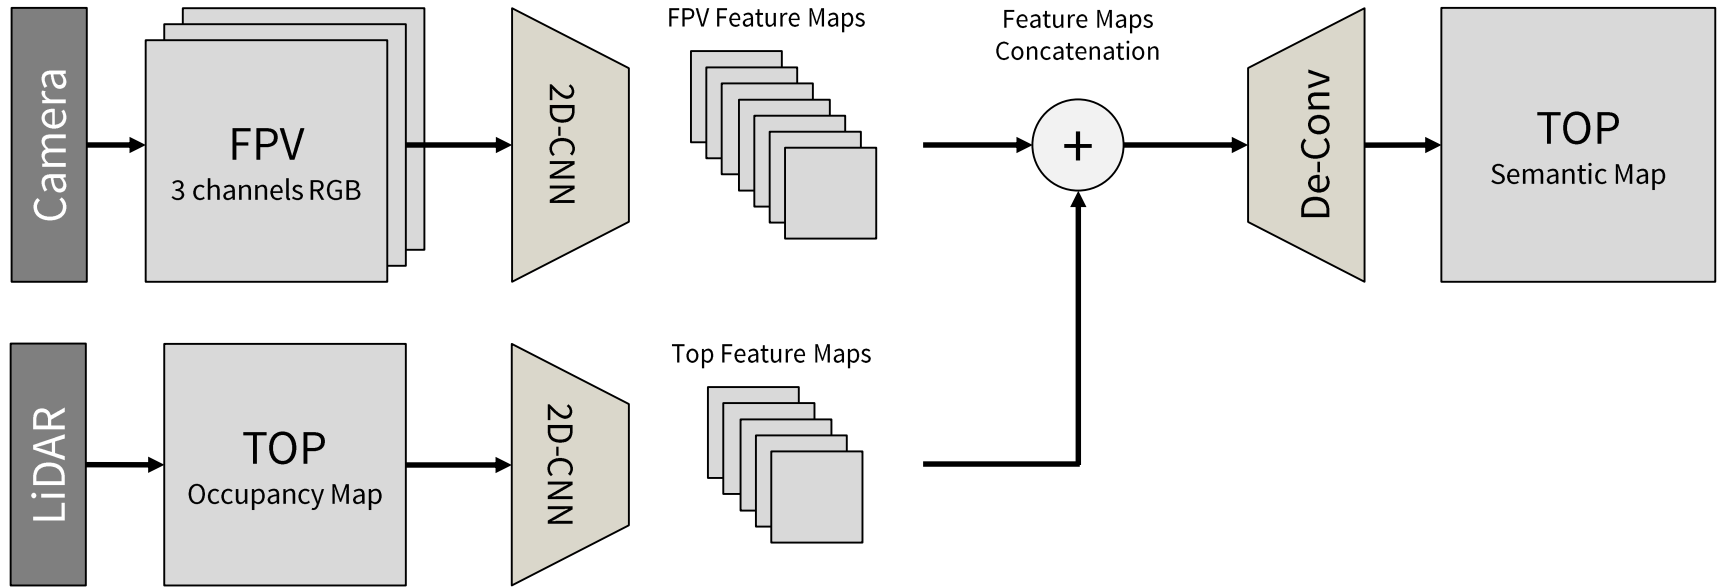 Camera
FPV
3 channels RGB
2D-CNN
FPV Feature Maps
Feature Maps
Concatenation
+
De-Conv
TOP
Semantic Map
LiDAR
TOP
Occupancy Map
2D-CNN
Top Feature Maps